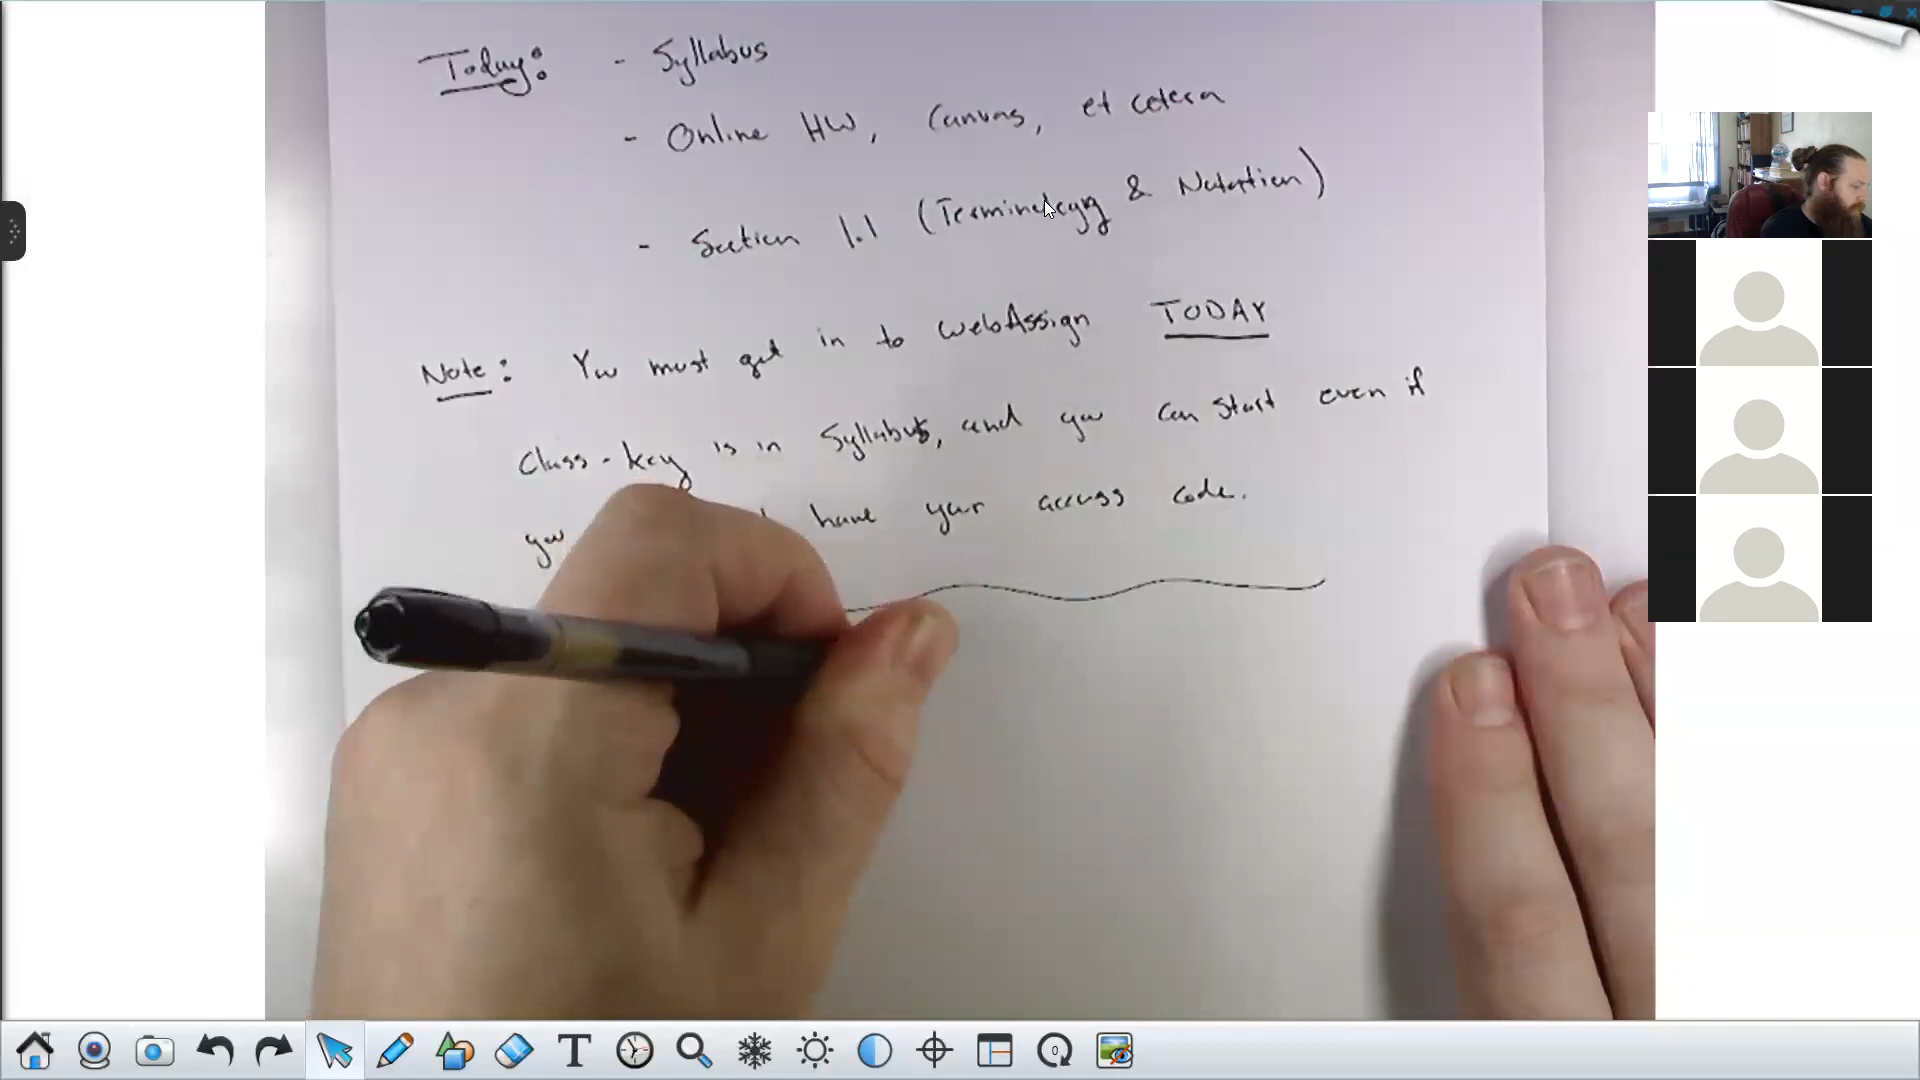 Today: - Syllabus
- Online HW, Canvas, et cetera
- Section 1.1 (Terminology & Notation)
Note: You must get in to WebAssign TODAY
Class-key is in Syllabus, and you can start even if
you have your access code.